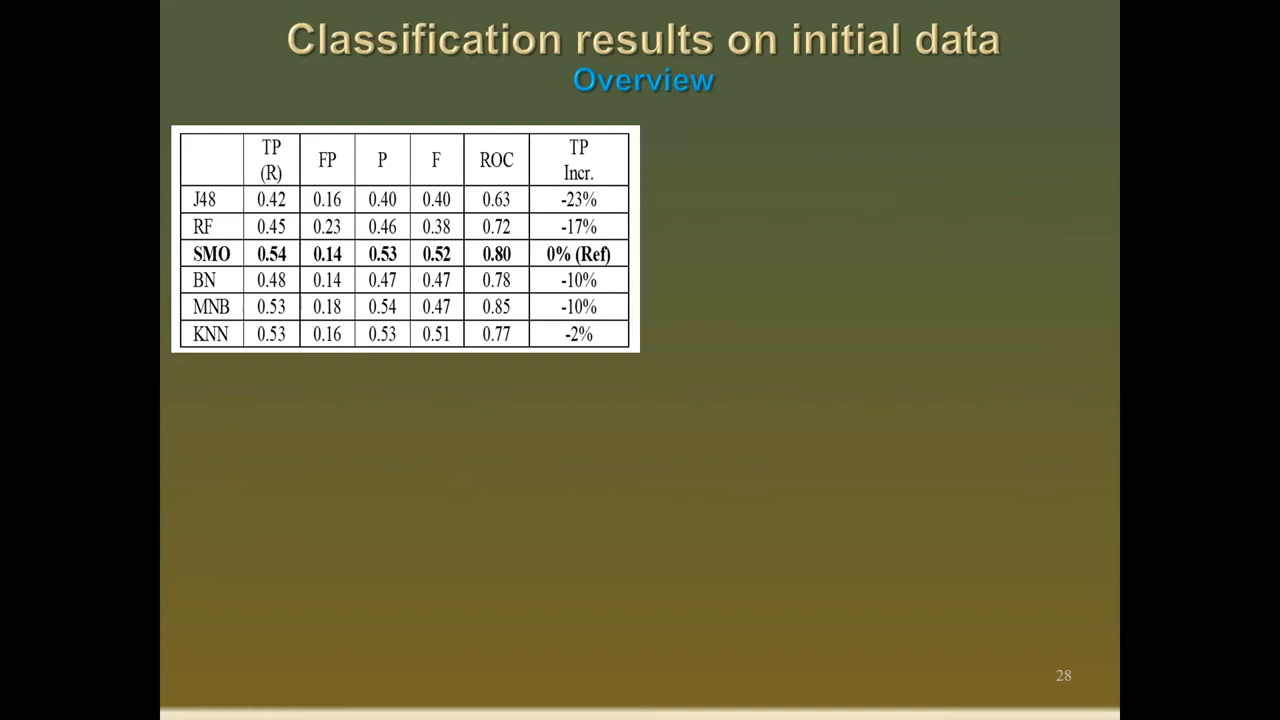 Classification results on initial data
Overview
TP (R) FP P F ROC TP Incr.
J48 0.42 0.16 0.40 0.40 0.63 -23%
RF 0.45 0.23 0.46 0.38 0.72 -17%
SMO 0.54 0.14 0.53 0.52 0.80 0% (Ref)
BN 0.48 0.14 0.47 0.47 0.78 -10%
MNB 0.53 0.18 0.54 0.47 0.85 -10%
KNN 0.53 0.16 0.53 0.51 0.77 -2%
28